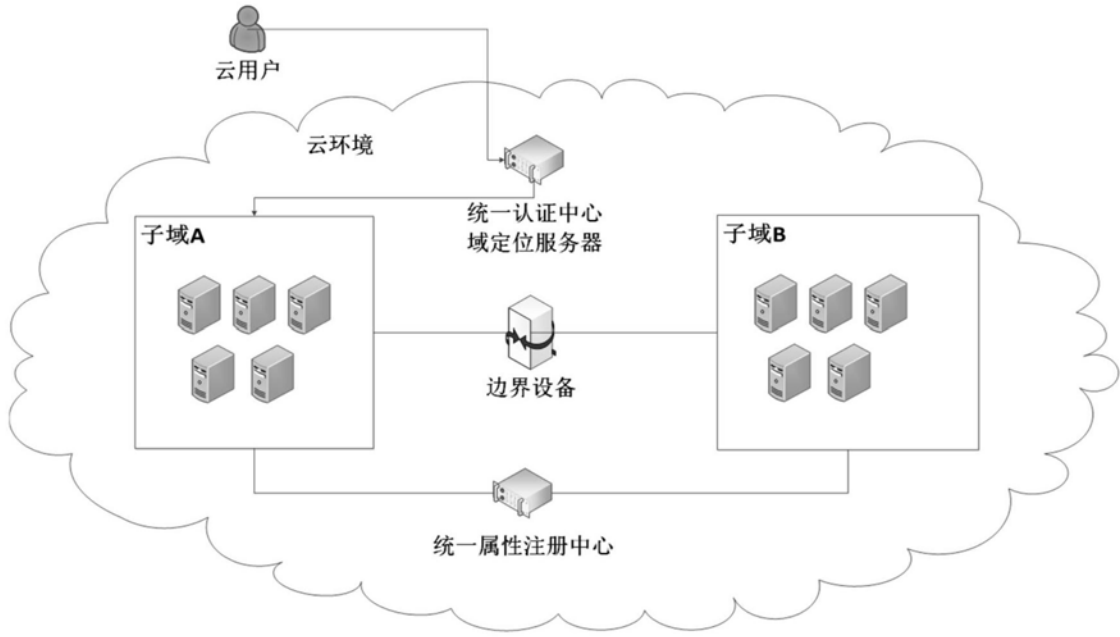 云用户
云环境
统一认证中心
域定位服务器
子域A
子域B
边界设备
统一属性注册中心